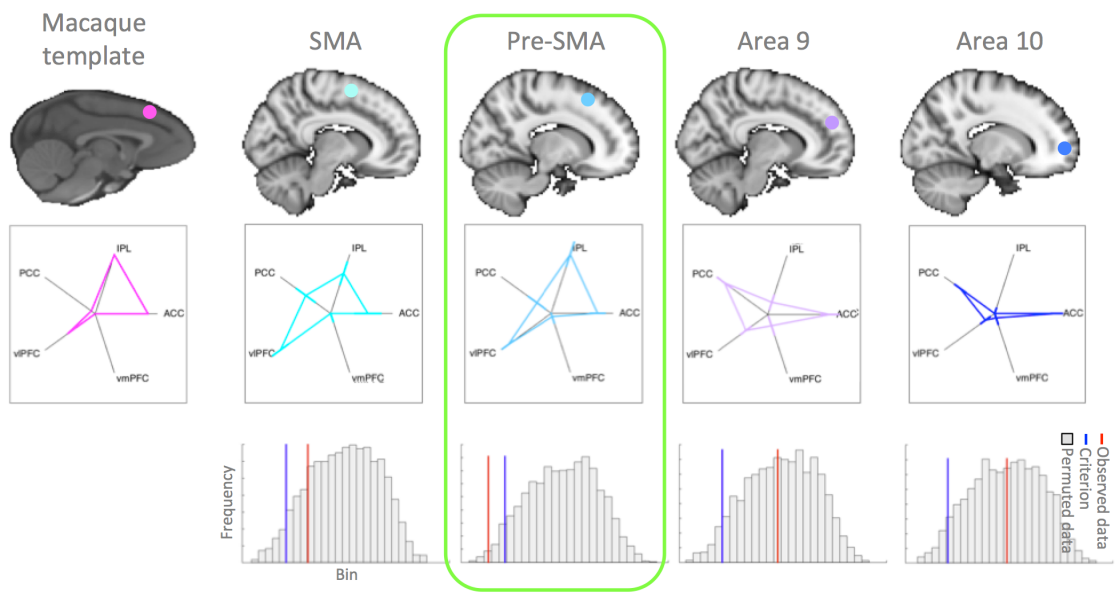 Macaque
template
SMA
Pre-SMA
Area 9
Area 10
IPL
PCC
ACC
vlPFC
vmPFC
IPL
PCC
ACC
vlPFC
vmPFC
IPL
PCC
ACC
vlPFC
vmPFC
IPL
PCC
ACC
vlPFC
vmPFC
IPL
PCC
ACC
vlPFC
vmPFC
Frequency
Bin
Observed data
Criterion
Permuted data